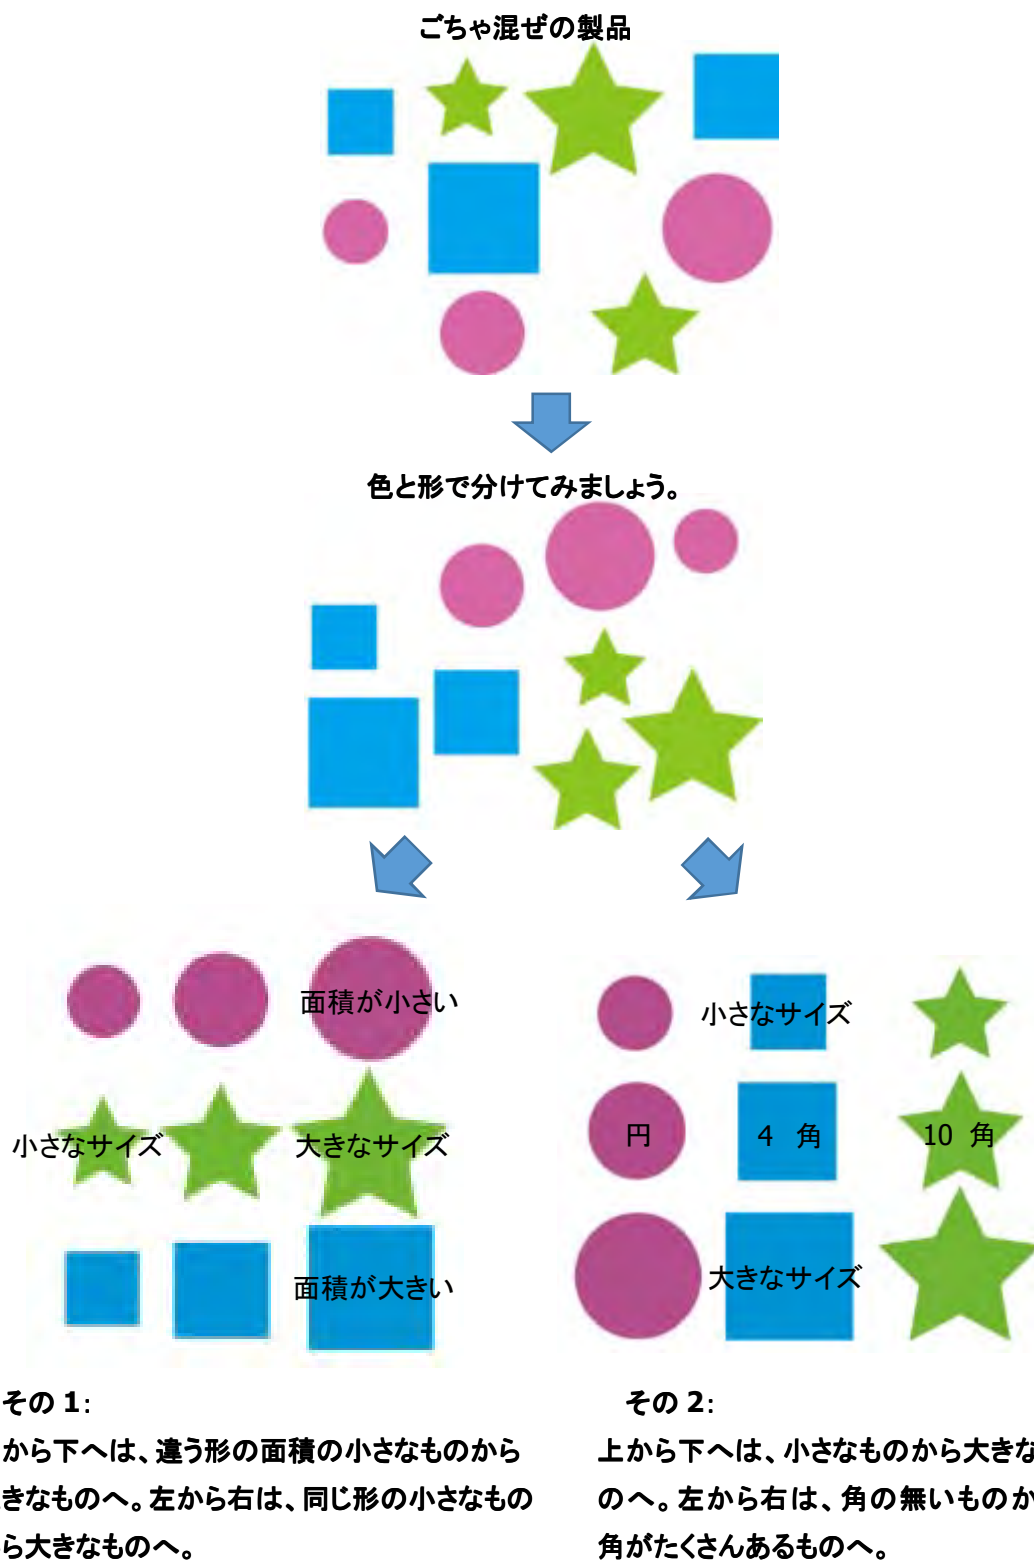 ごちゃ混ぜの製品
色と形で分けてみましょう。
面積が小さい
小さなサイズ
大きなサイズ
面積が大きい
小さなサイズ
円
4 角
10 角
大きなサイズ
その 1:
から下へは、違う形の面積の小さなものから
きなものへ。左から右は、同じ形の小さなもの
ら大きなものへ。
その 2:
上から下へは、小さなものから大きな
のへ。左から右は、角の無いものか
角がたくさんあるものへ。